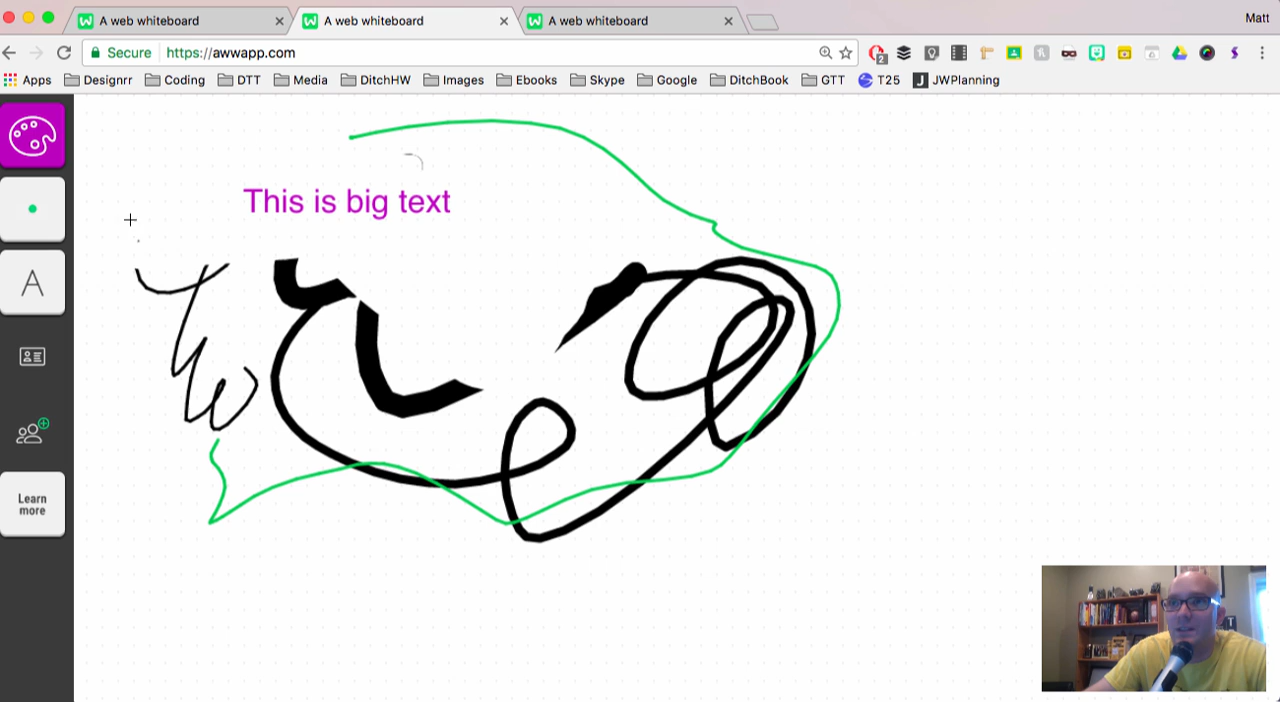 A web whiteboard
A web whiteboard
A web whiteboard
Matt
Secure https://awwapp.com
2
Apps Designrr Coding DTT Media DitchHW Images Ebooks Skype Google DitchBook GTT T25 JWPlanning
This is big text
A
Learn
more